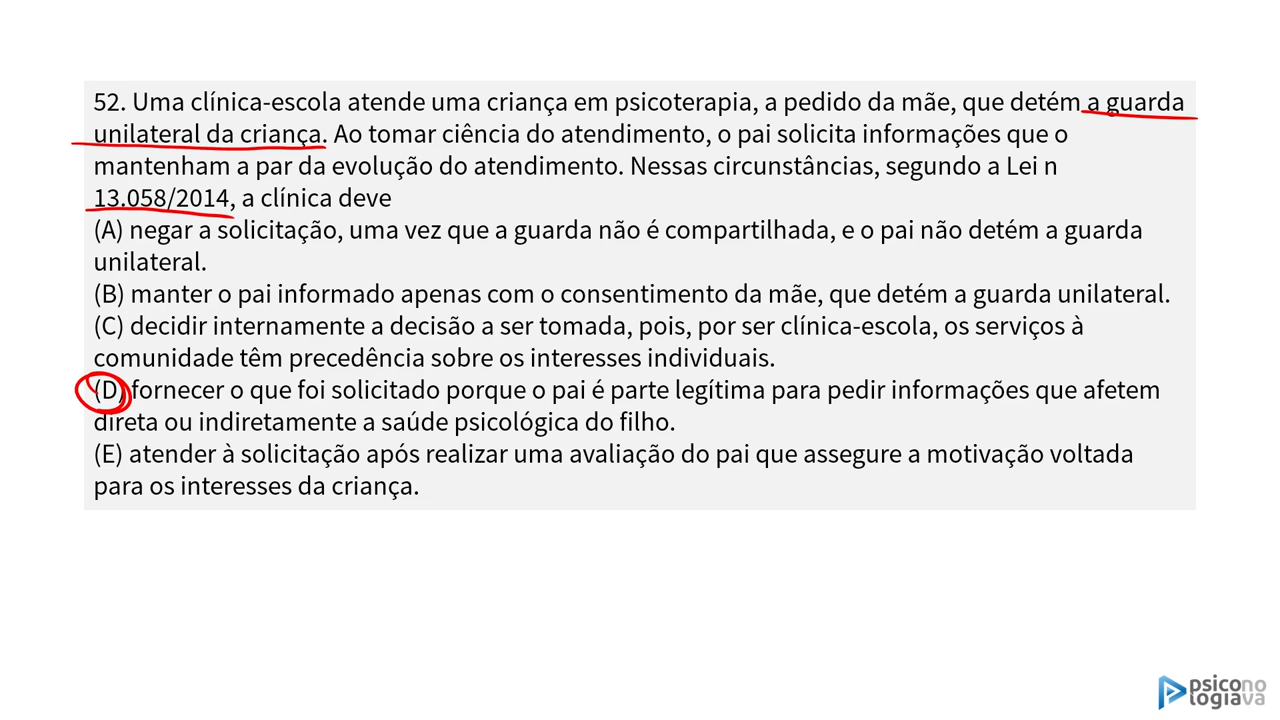 52. Uma clínica-escola atende uma criança em psicoterapia, a pedido da mãe, que detém a guarda
unilateral da criança. Ao tomar ciência do atendimento, o pai solicita informações que o
mantenham a par da evolução do atendimento. Nessas circunstâncias, segundo a Lei n
13.058/2014, a clínica deve
(A) negar a solicitação, uma vez que a guarda não é compartilhada, e o pai não detém a guarda
unilateral.
(B) manter o pai informado apenas com o consentimento da mãe, que detém a guarda unilateral.
(C) decidir internamente a decisão a ser tomada, pois, por ser clínica-escola, os serviços à
comunidade têm precedência sobre os interesses individuais.
(D) fornecer o que foi solicitado porque o pai é parte legítima para pedir informações que afetem
direta ou indiretamente a saúde psicológica do filho.
(E) atender à solicitação após realizar uma avaliação do pai que assegure a motivação voltada
para os interesses da criança.
psicono
logiava